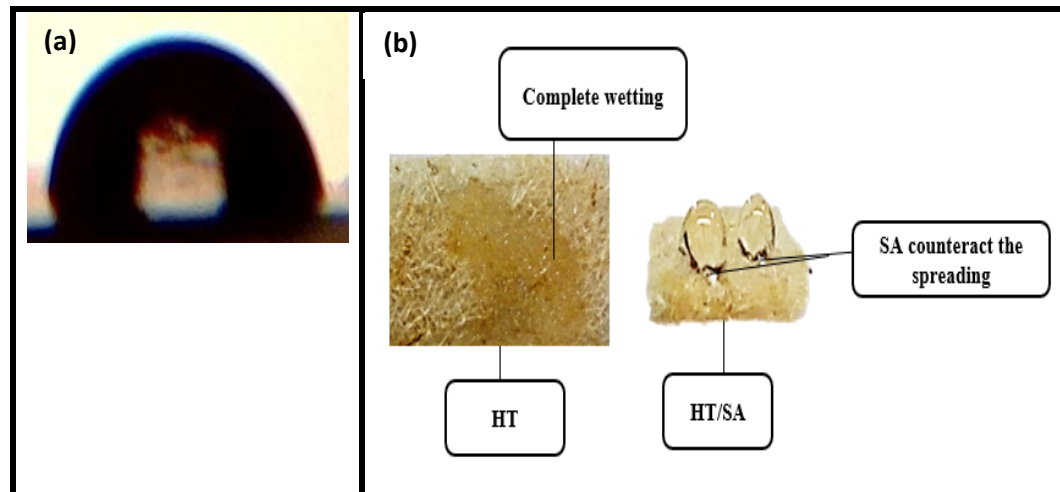 (a)
(b)
Complete wetting
SA counteract the
spreading
HT
HT/SA